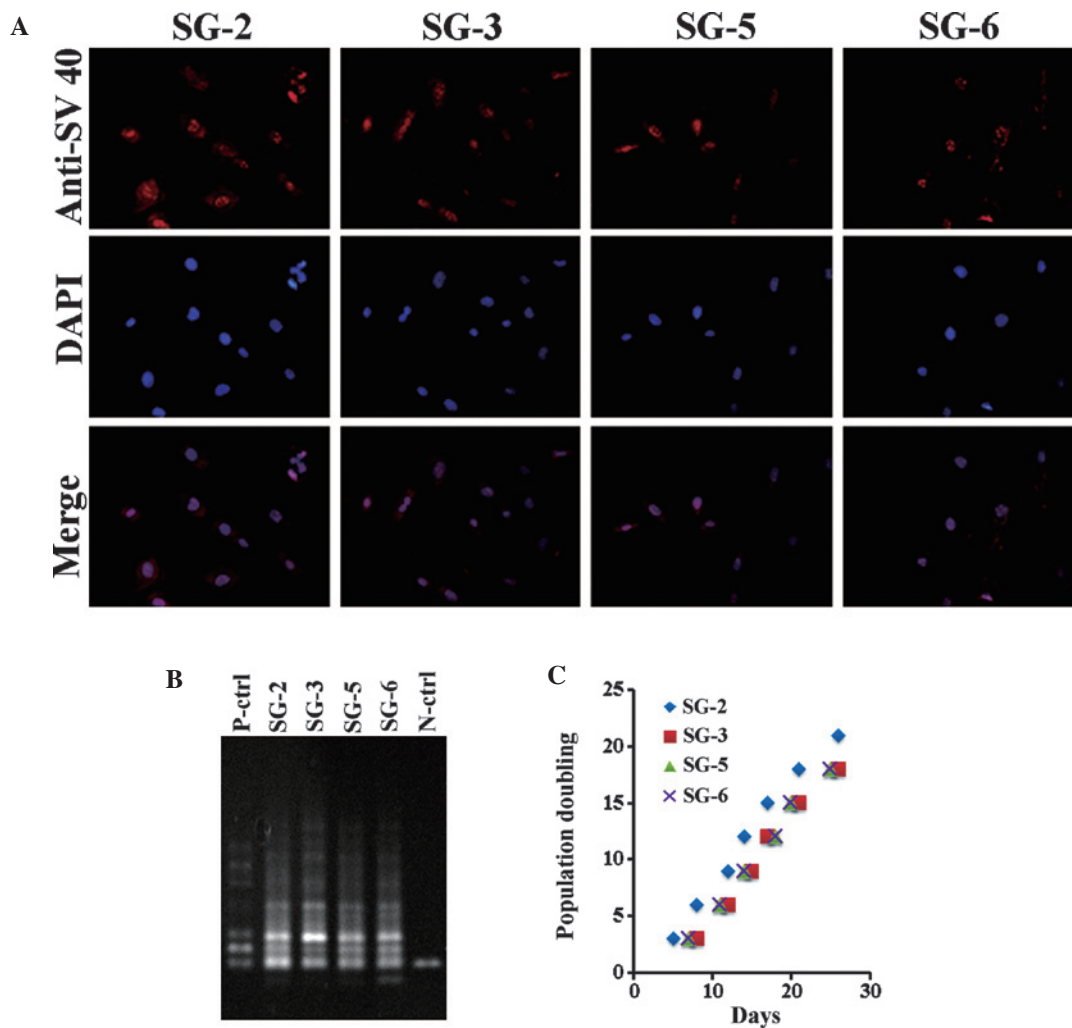 A
SG-2 SG-3 SG-5 SG-6
Anti-SV 40
DAPI
Merge
B
P-ctrl SG-2 SG-3 SG-5 SG-6 N-ctrl
C
25
20
15
10
5
0
Population doubling
SG-2
SG-3
SG-5
SG-6
0 10 20 30
Days